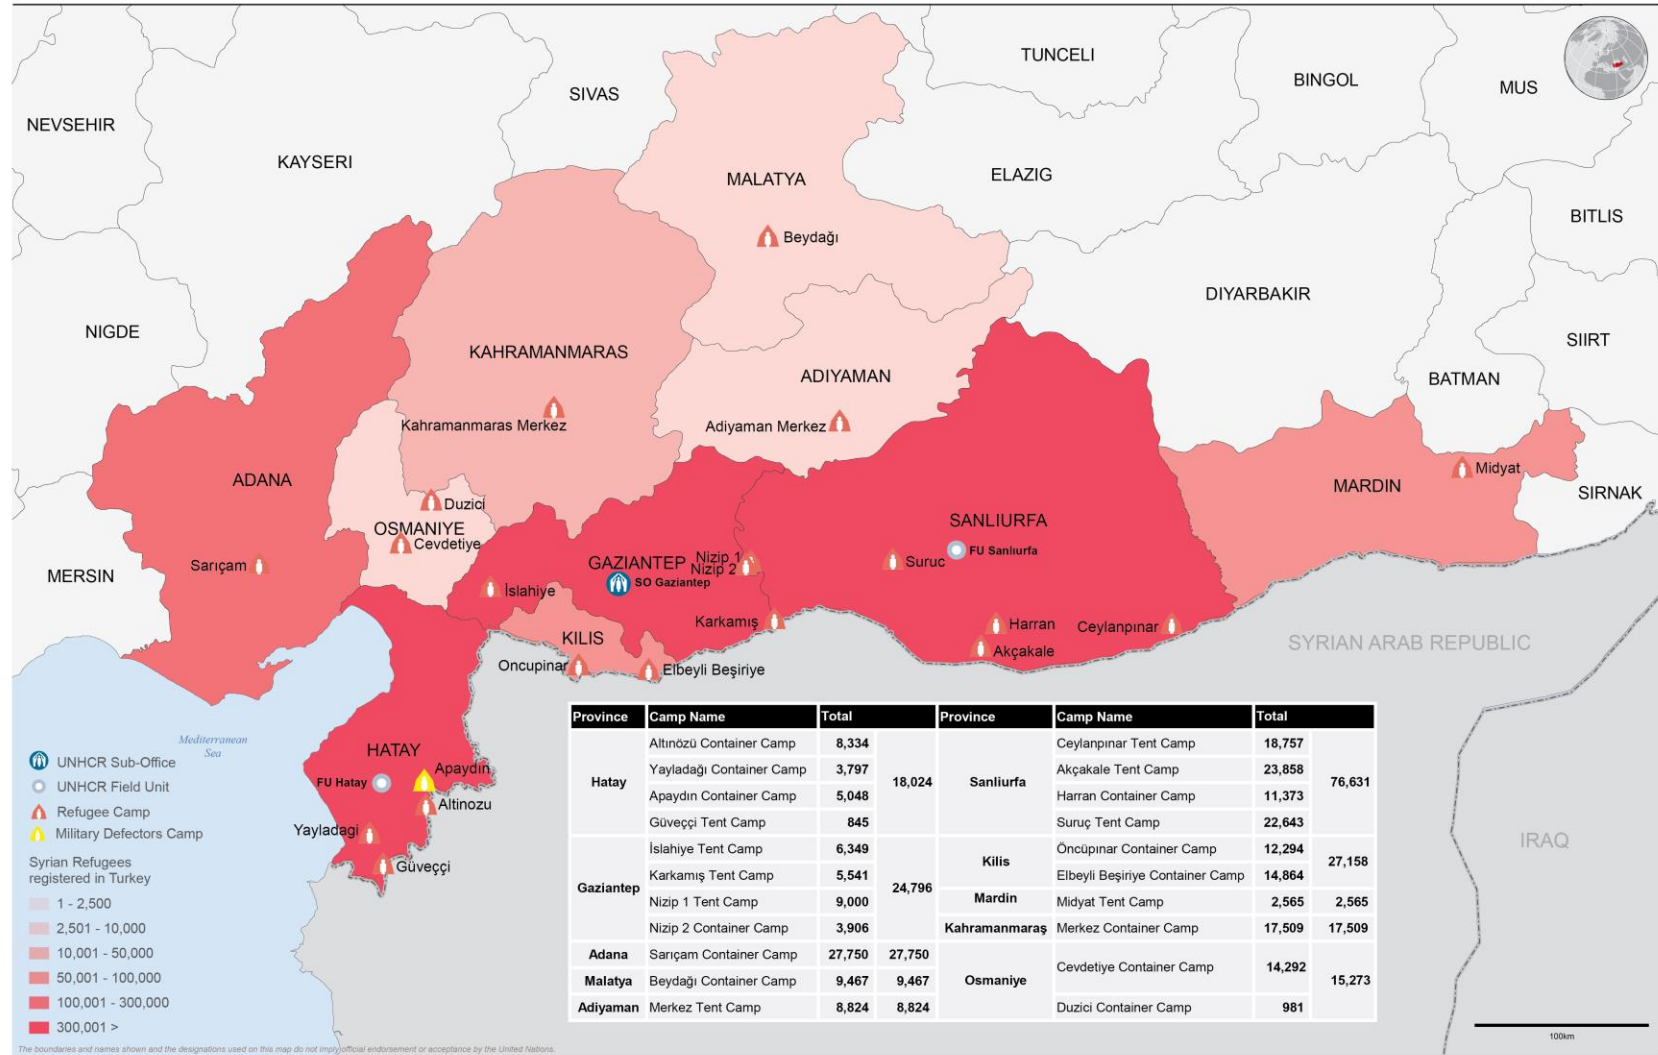 TUNCELI
BINGOL
MUS
SIVAS
NEVSEHIR
KAYSERI
MALATYA
ELAZIG
BITLIS
Beydağı
DIYARBAKIR
NIGDE
SIIRT
KAHRAMANMARAS
ADIYAMAN
BATMAN
Kahramanmaras Merkez
Adiyaman Merkez
ADANA
Duzici
MARDIN
Midyat
SIRNAK
OSMANIYE
Cevdetiye
SANLIURFA
FU Sanlıurfa
MERSIN
Sarıçam
GAZIANTEP
SO Gaziantep
Nizip 1
Nizip 2
Suruc
İslahiye
Karkamış
Harran
Ceylanpınar
KILIS
Akçakale
SYRIAN ARAB REPUBLIC
Oncupinar
Elbeyli Beşiriye
Mediterranean
Sea
HATAY
FU Hatay
Apaydın
Altinozu
Yayladagi
Güveççi
IRAQ
UNHCR Sub-Office
UNHCR Field Unit
Refugee Camp
Military Defectors Camp
Syrian Refugees
registered in Turkey
1 - 2,500
2,501 - 10,000
10,001 - 50,000
50,001 - 100,000
100,001 - 300,000
300,001 >
Province Camp Name Total Province Camp Name Total
Hatay Altınözü Container Camp 8,334 18,024 Sanliurfa Ceylanpınar Tent Camp 18,757 76,631
Yayladağı Container Camp 3,797 Akçakale Tent Camp 23,858
Apaydın Container Camp 5,048 Harran Container Camp 11,373
Güveççi Tent Camp 845 Suruç Tent Camp 22,643
Gaziantep İslahiye Tent Camp 6,349 24,796 Kilis Öncüpınar Container Camp 12,294 27,158
Karkamış Tent Camp 5,541 Elbeyli Beşiriye Container Camp 14,864
Nizip 1 Tent Camp 9,000 Mardin Midyat Tent Camp 2,565 2,565
Nizip 2 Container Camp 3,906 Kahramanmaraş Merkez Container Camp 17,509 17,509
Adana Sarıçam Container Camp 27,750 27,750 Osmaniye Cevdetiye Container Camp 14,292 15,273
Malatya Beydağı Container Camp 9,467 9,467
Adiyaman Merkez Tent Camp 8,824 8,824 Duzici Container Camp 981
100km
The boundaries and names shown and the designations used on this map do not imply official endorsement or acceptance by the United Nations.